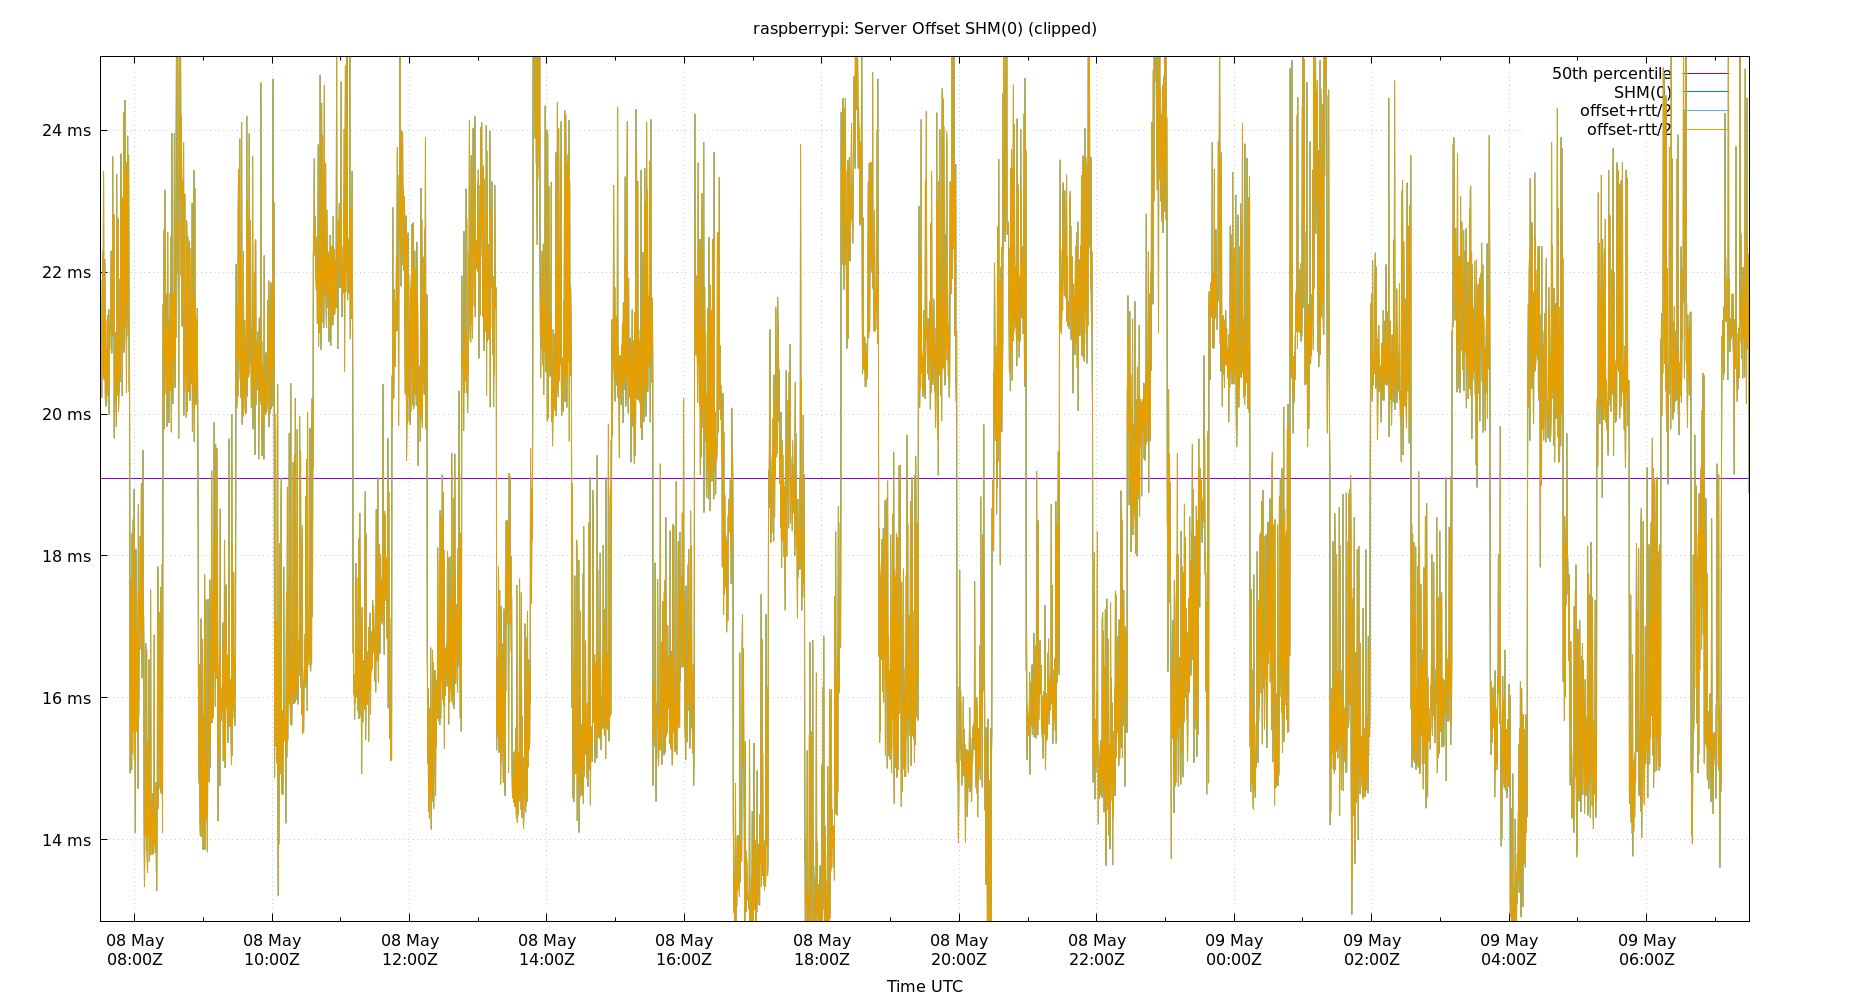 raspberrypi: Server Offset SHM(0) (clipped)
50th percentile
SHM(0)
offset+rtt/2
offset-rtt/2
24 ms
22 ms
20 ms
18 ms
16 ms
14 ms
08 May 08 May 08 May 08 May 08 May 08 May 08 May 08 May 09 May 09 May 09 May 09 May
08:00Z 10:00Z 12:00Z 14:00Z 16:00Z 18:00Z 20:00Z 22:00Z 00:00Z 02:00Z 04:00Z 06:00Z
Time UTC